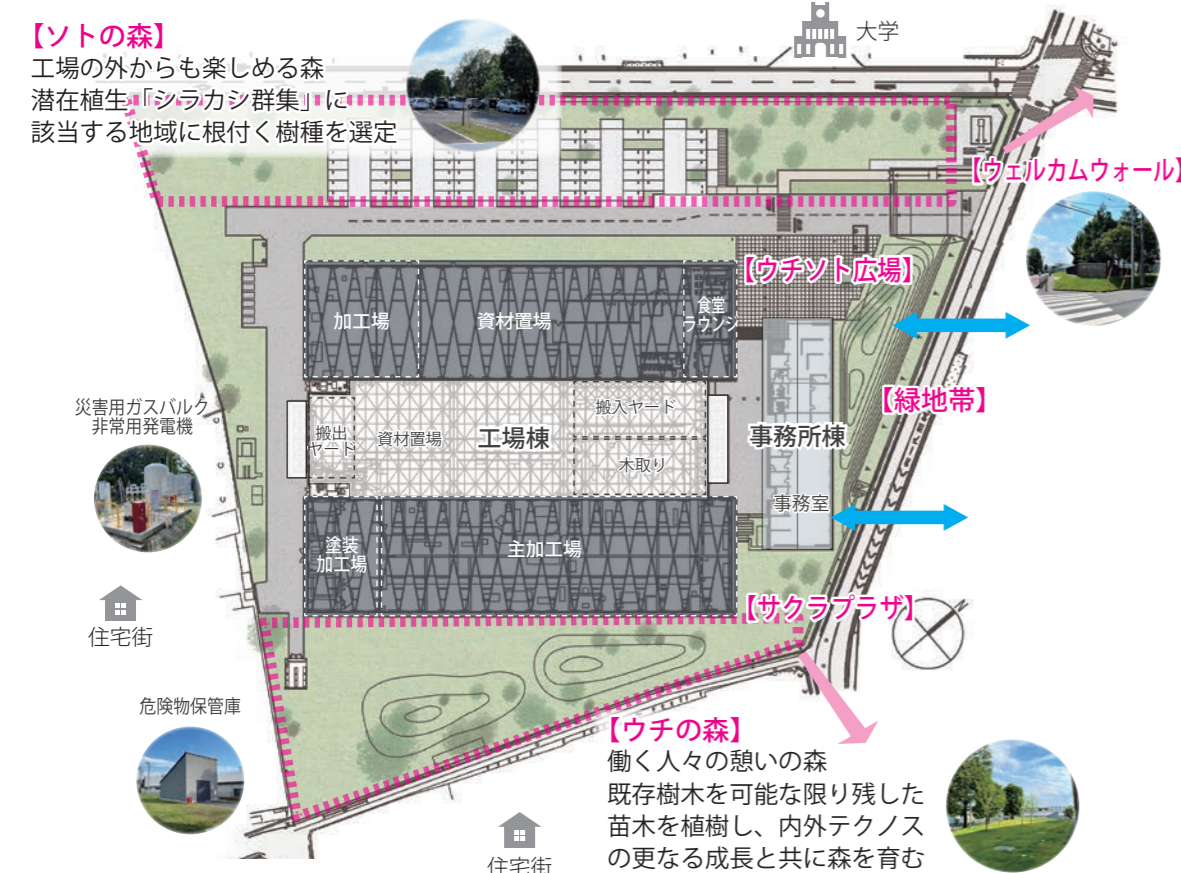 【ソトの森】
工場の外からも楽しめる森
潜在植生「シラカシ群集」に
該当する地域に根付く樹種を選定
大学
【ウェルカムウォール】
【ウチソト広場】
加工場
資材置場
食堂
ラウンジ
【緑地帯】
災害用ガスバルク
非常用発電機
搬出
ヤード
資材置場
工場棟
搬入ヤード
木取り
事務所棟
事務室
塗装
加工場
主加工場
【サクラプラザ】
住宅街
危険物保管庫
【ウチの森】
働く人々の憩いの森
既存樹木を可能な限り残した
苗木を植樹し、内外テクノス
の更なる成長と共に森を育む
住宅街